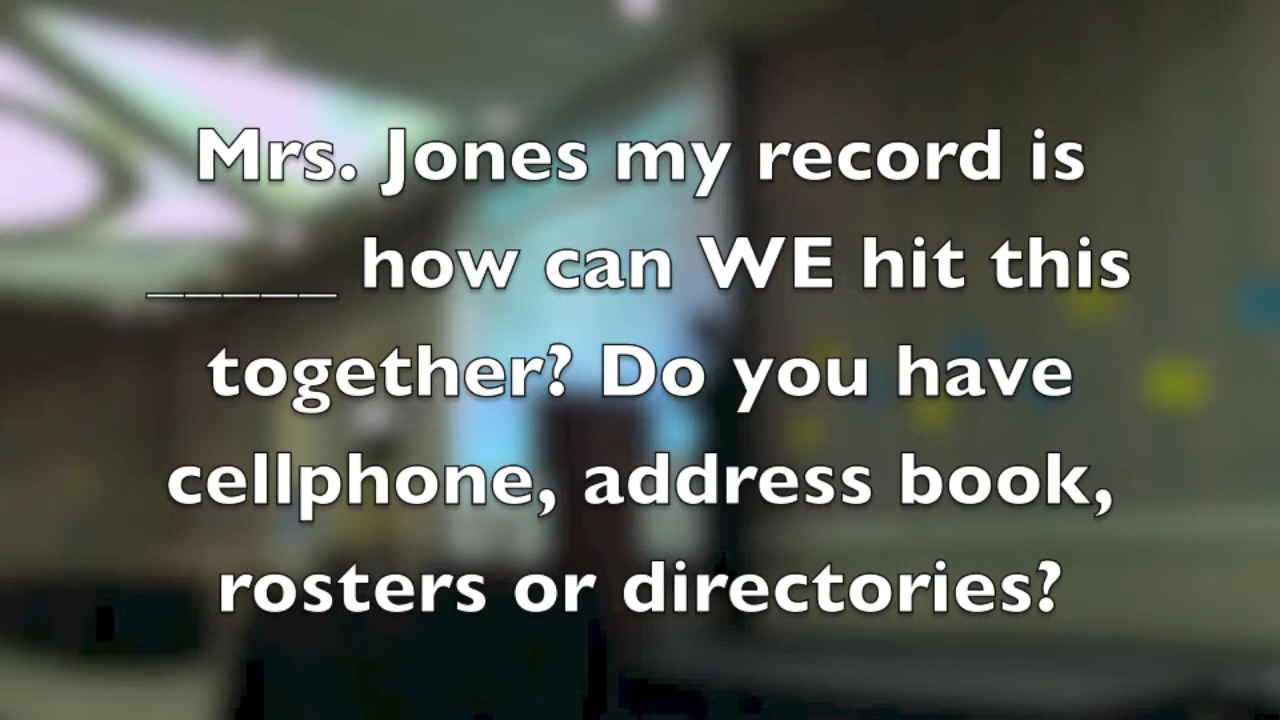 Mrs. Jones my record is
_____ how can WE hit this
together? Do you have
cellphone, address book,
rosters or directories?